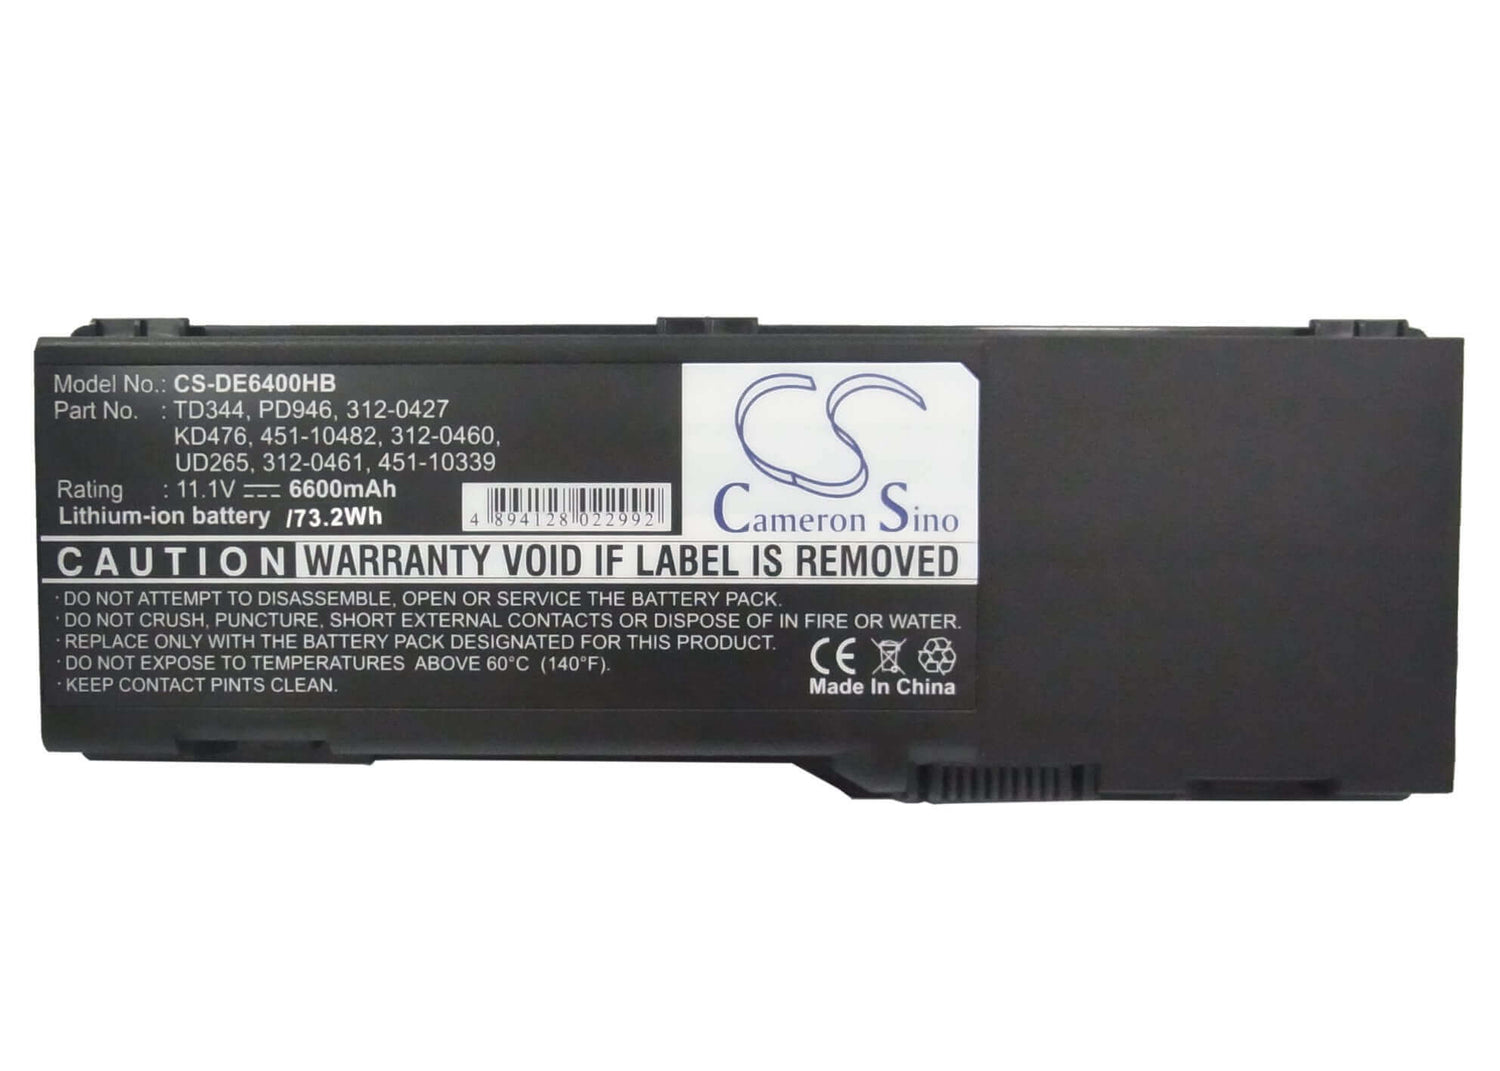 Model No.: CS-DE6400HB
Part No. : TD344, PD946, 312-0427
KD476, 451-10482, 312-0460,
UD265, 312-0461, 451-10339
Rating : 11.1V 6600mAh
Lithium-ion battery /73.2Wh
4 894128 022992
CS
Cameron Sino
CAUTION WARRANTY VOID IF LABEL IS REMOVED
· DO NOT ATTEMPT TO DISASSEMBLE, OPEN OR SERVICE THE BATTERY PACK.
· DO NOT CRUSH, PUNCTURE, SHORT EXTERNAL CONTACTS OR DISPOSE OF IN FIRE OR WATER.
· REPLACE ONLY WITH THE BATTERY PACK DESIGNATED FOR THIS PRODUCT.
· DO NOT EXPOSE TO TEMPERATURES ABOVE 60°C (140°F).
· KEEP CONTACT PINTS CLEAN.
CE
Made In China